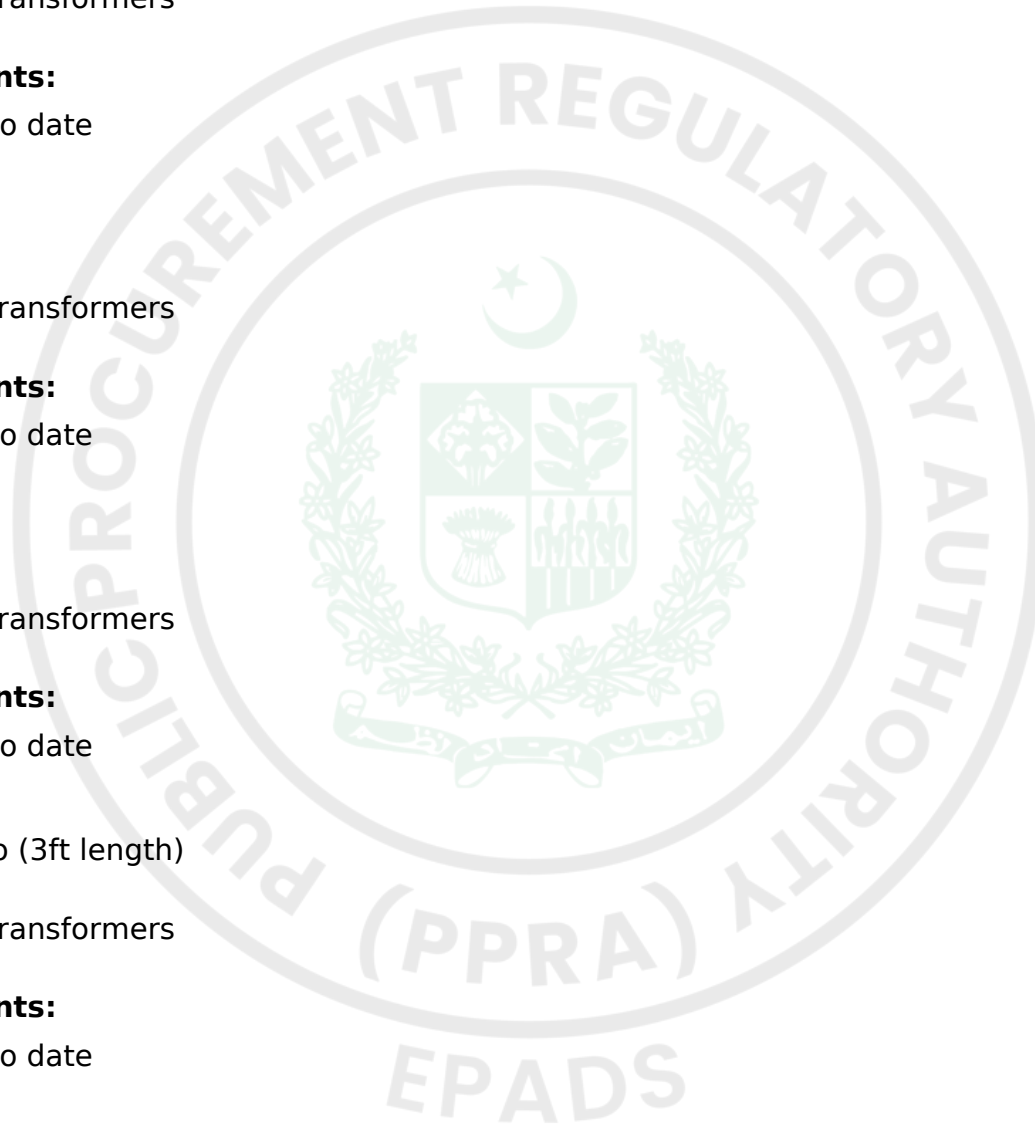 ransformers
nts:
o date
ransformers
nts:
o date
ransformers
nts:
o date
o (3ft length)
ransformers
nts:
o date
PUBLIC PROCUREMENT REGULATORY AUTHORITY
(PPRA)
EPADS